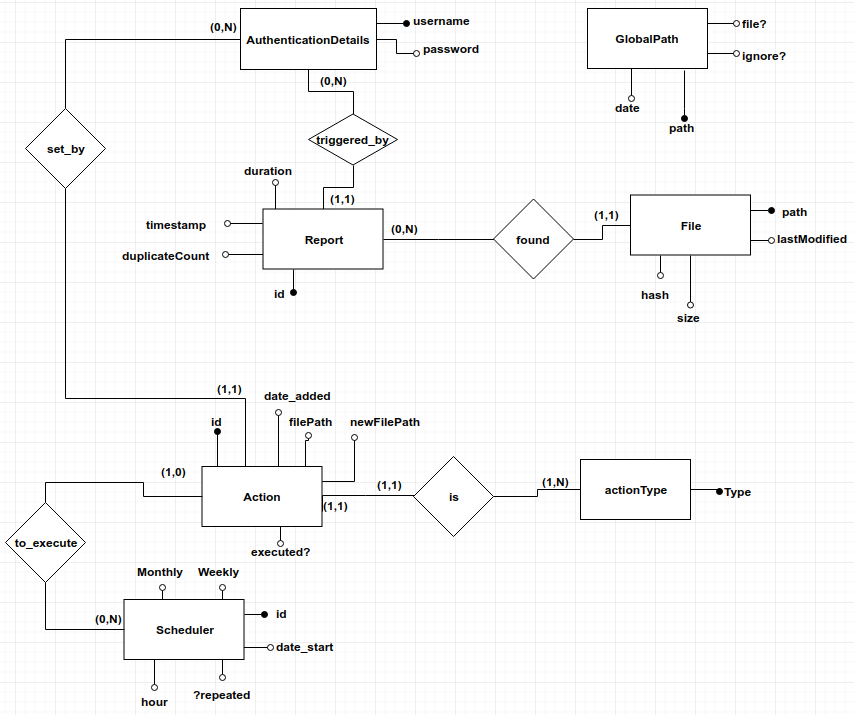 (0,N)
AuthenticationDetails
username
password
GlobalPath
file?
ignore?
date
path
(0,N)
set_by
triggered_by
duration
(1,1)
timestamp
duplicateCount
Report
(0,N)
id
found
(1,1)
File
path
lastModified
hash
size
(1,1)
date_added
id
filePath
newFilePath
(1,0)
Action
(1,1)
(1,1)
is
(1,N)
actionType
Type
executed?
to_execute
Monthly
Weekly
(0,N)
Scheduler
id
date_start
hour
?repeated